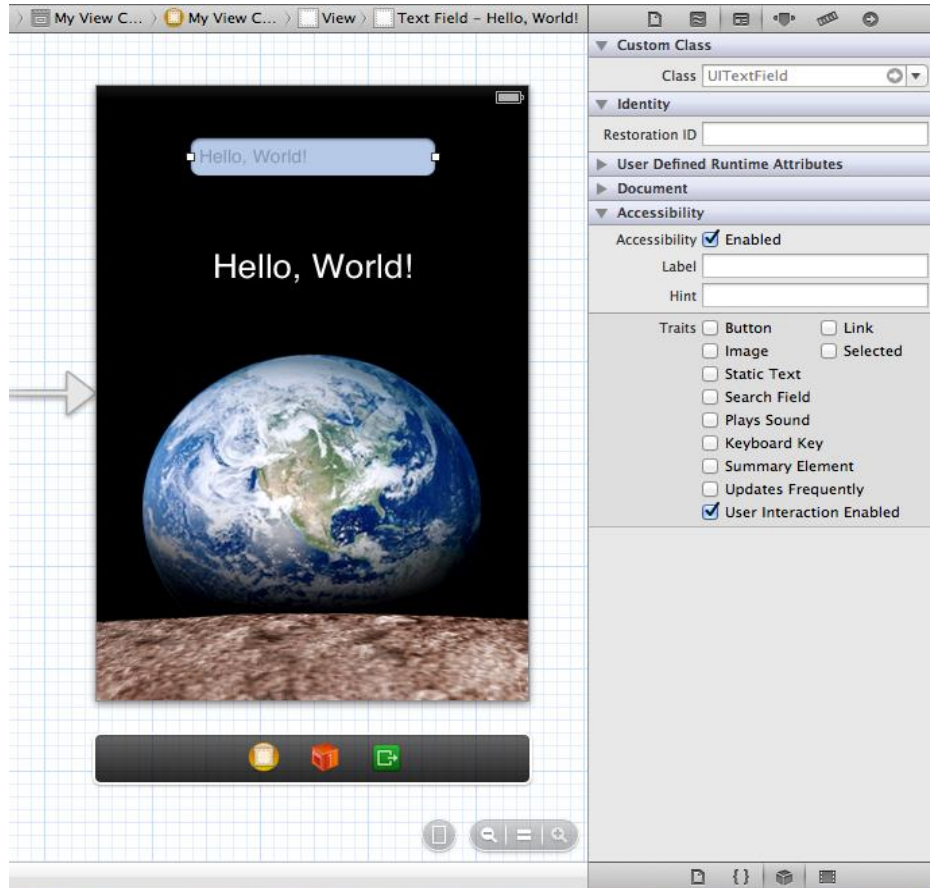 My View C... My View C... View Text Field – Hello, World!
Hello, World!
Hello, World!
Custom Class
Class UITextField
Identity
Restoration ID
User Defined Runtime Attributes
Document
Accessibility
Accessibility Enabled
Label
Hint
Traits Button Link
Image Selected
Static Text
Search Field
Plays Sound
Keyboard Key
Summary Element
Updates Frequently
User Interaction Enabled
{}